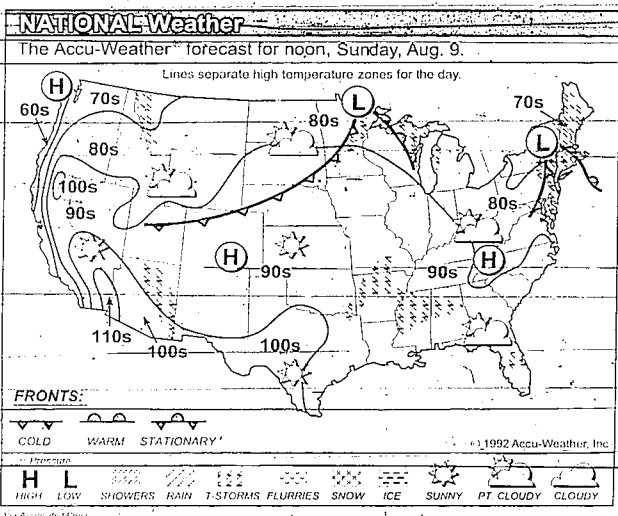 NATIONAL Weather
The Accu-Weather® forecast for noon, Sunday, Aug. 9.
Lines separate high temperature zones for the day.
H
L
60s
70s
80s
70s
80s
L
100s
90s
80s
H
90s
90s
H
110s
100s
100s
FRONTS:
COLD WARM STATIONARY
© 1992 Accu-Weather, Inc.
Pressure
H L
HIGH LOW SHOWERS RAIN T-STORMS FLURRIES SNOW ICE SUNNY PT. CLOUDY CLOUDY